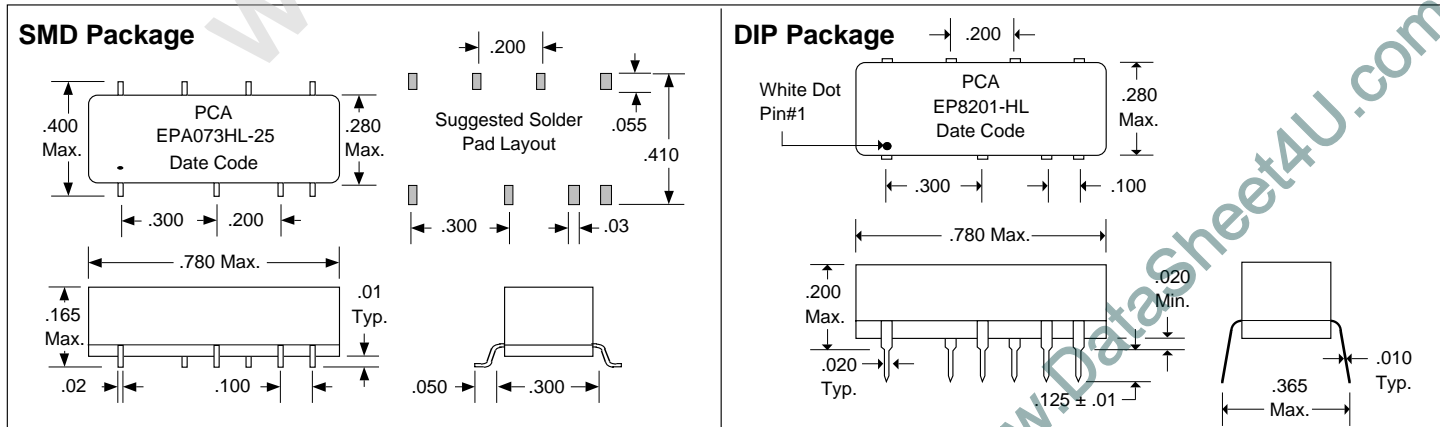 SMD Package
.200
PCA
EPA073HL-25
Date Code
.400
Max.
.280
Max.
.300
.200
Suggested Solder
Pad Layout
.055
.410
.300
.03
.780 Max.
.165
Max.
.01
Typ.
.02
.100
.050
.300
DIP Package
.200
White Dot
Pin#1
PCA
EP8201-HL
Date Code
.280
Max.
.300
.100
.780 Max.
.200
Max.
.020
Min.
.020
Typ.
.125 ± .01
.010
Typ.
.365
Max.
w.DataSheet4U.com